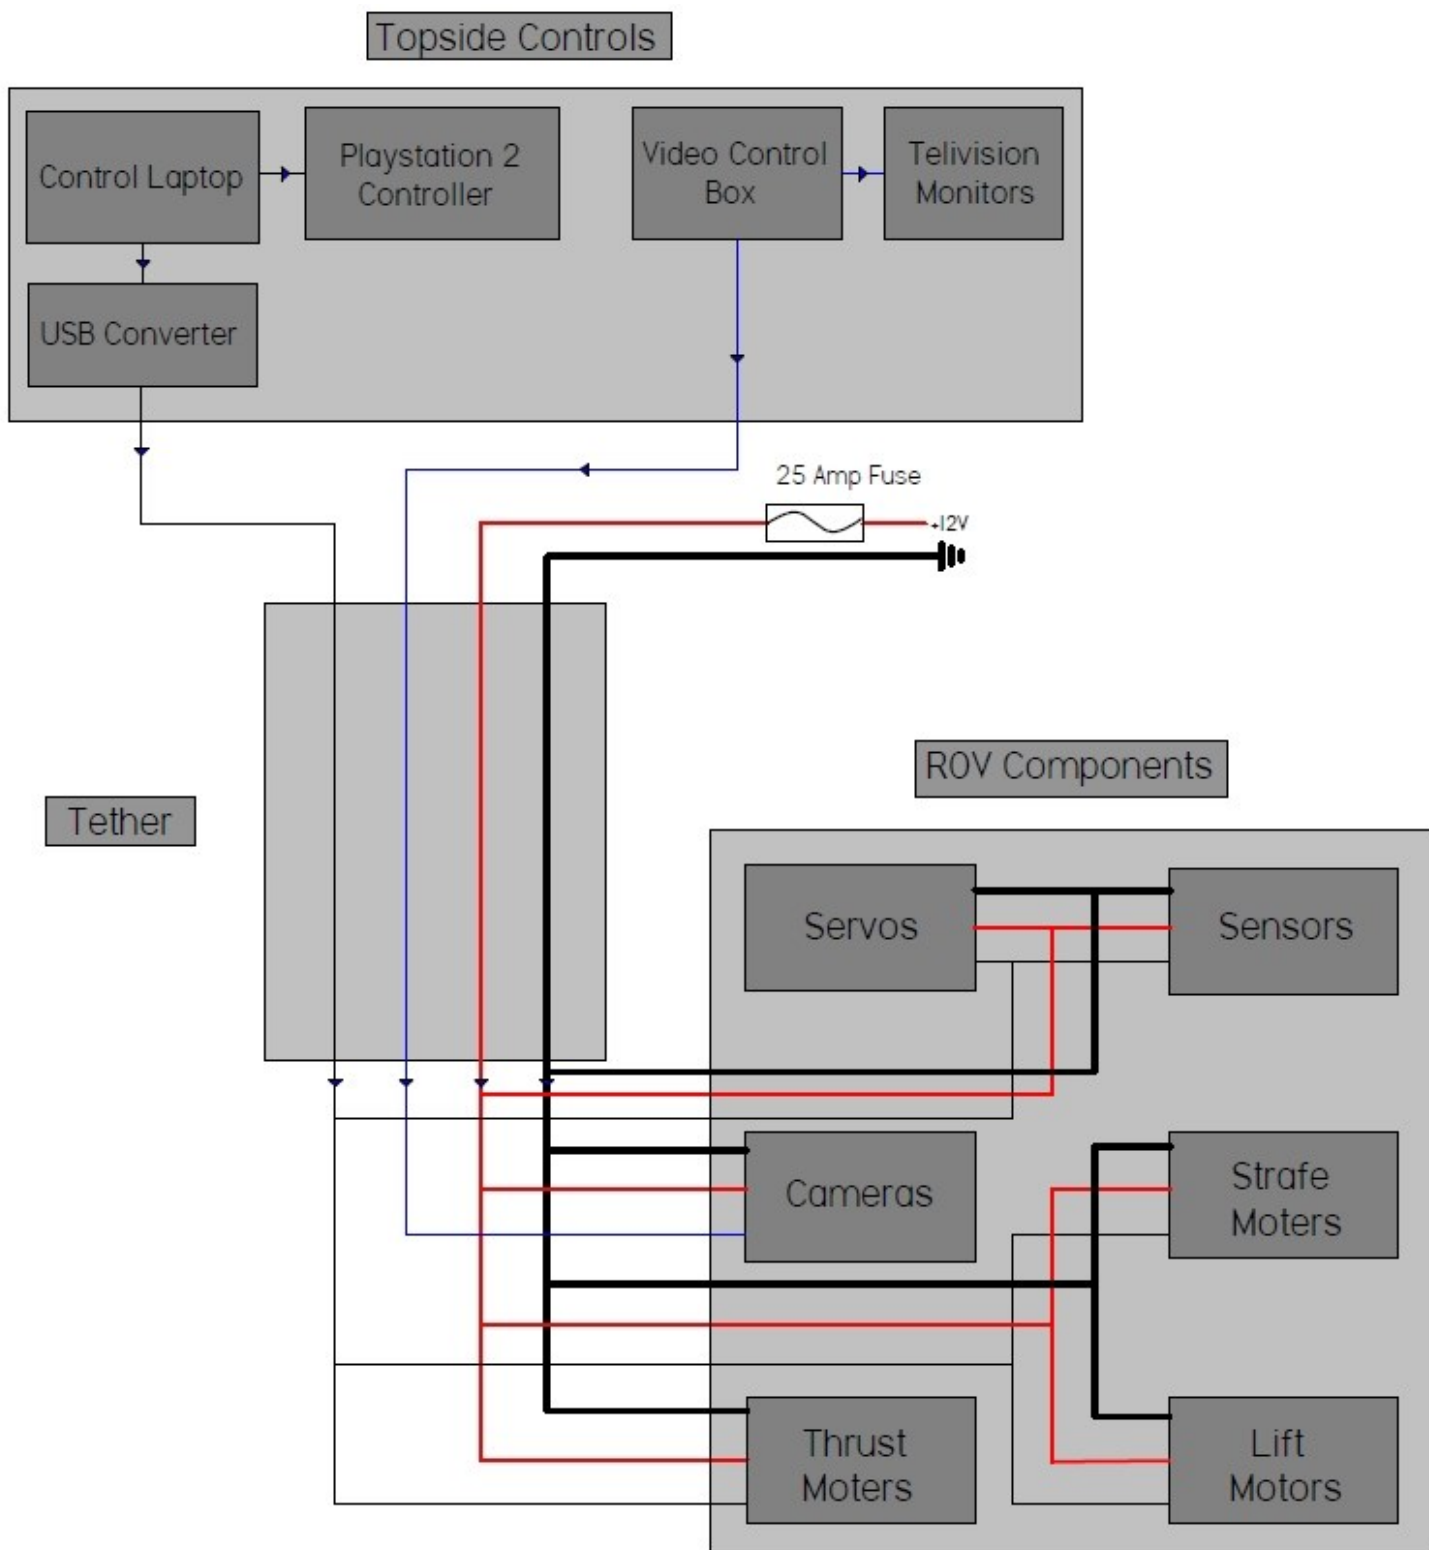 Topside Controls
Control Laptop
Playstation 2
Controller
Video Control
Box
Telivision
Monitors
USB Converter
25 Amp Fuse
+12V
ROV Components
Tether
Servos
Sensors
Cameras
Strafe
Moters
Thrust
Moters
Lift
Motors